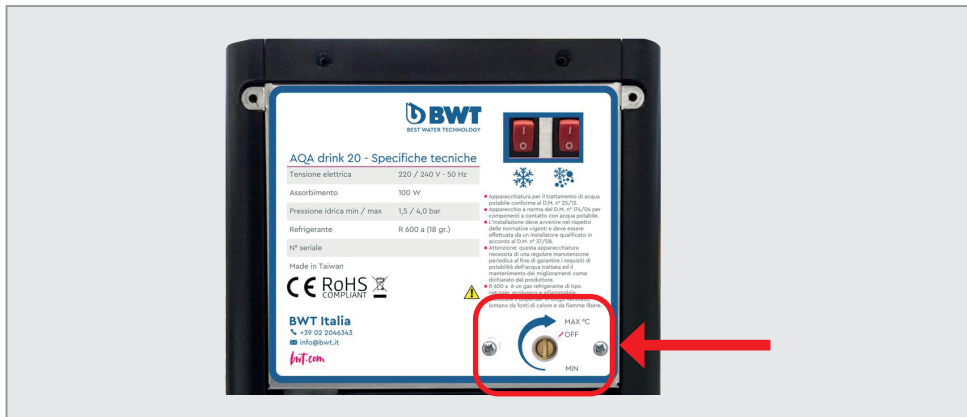 BWT
BEST WATER TECHNOLOGY
AQA drink 20 - Specifiche tecniche
Tensione elettrica 220 / 240 V - 50 Hz
Assorbimento 100 W
Pressione idrica min / max 1,5 / 4,0 bar
Refrigerante R 600 a (18 gr.)
N° seriale
Made in Taiwan
CE RoHS
COMPLIANT
BWT Italia
+39 02 2046343
info@bwt.it
bwt.com
I I
O O
Apparecchiatura per il trattamento di acqua
potabile conforme al D.M. n° 25/12.
Apparecchio a norma del D.M. n° 174/04 per
componenti a contatto con acqua potabile.
L'installazione deve avvenire nel rispetto
delle normative vigenti e deve essere
effettuata da un installatore qualificato in
accordo al D.M. n° 37/08.
Attenzione: questa apparecchiatura
necessita di una regolare manutenzione
periodica al fine di garantire i requisiti di
potabilità dell'acqua trattata ed il
mantenimento dei miglioramenti come
dichiarato dal produttore.
R 600 a è un gas refrigerante di tipo
naturale, ecologico e infiammabile
lontano da fonti di calore e da fiamme libere.
MAX °C
OFF
MIN